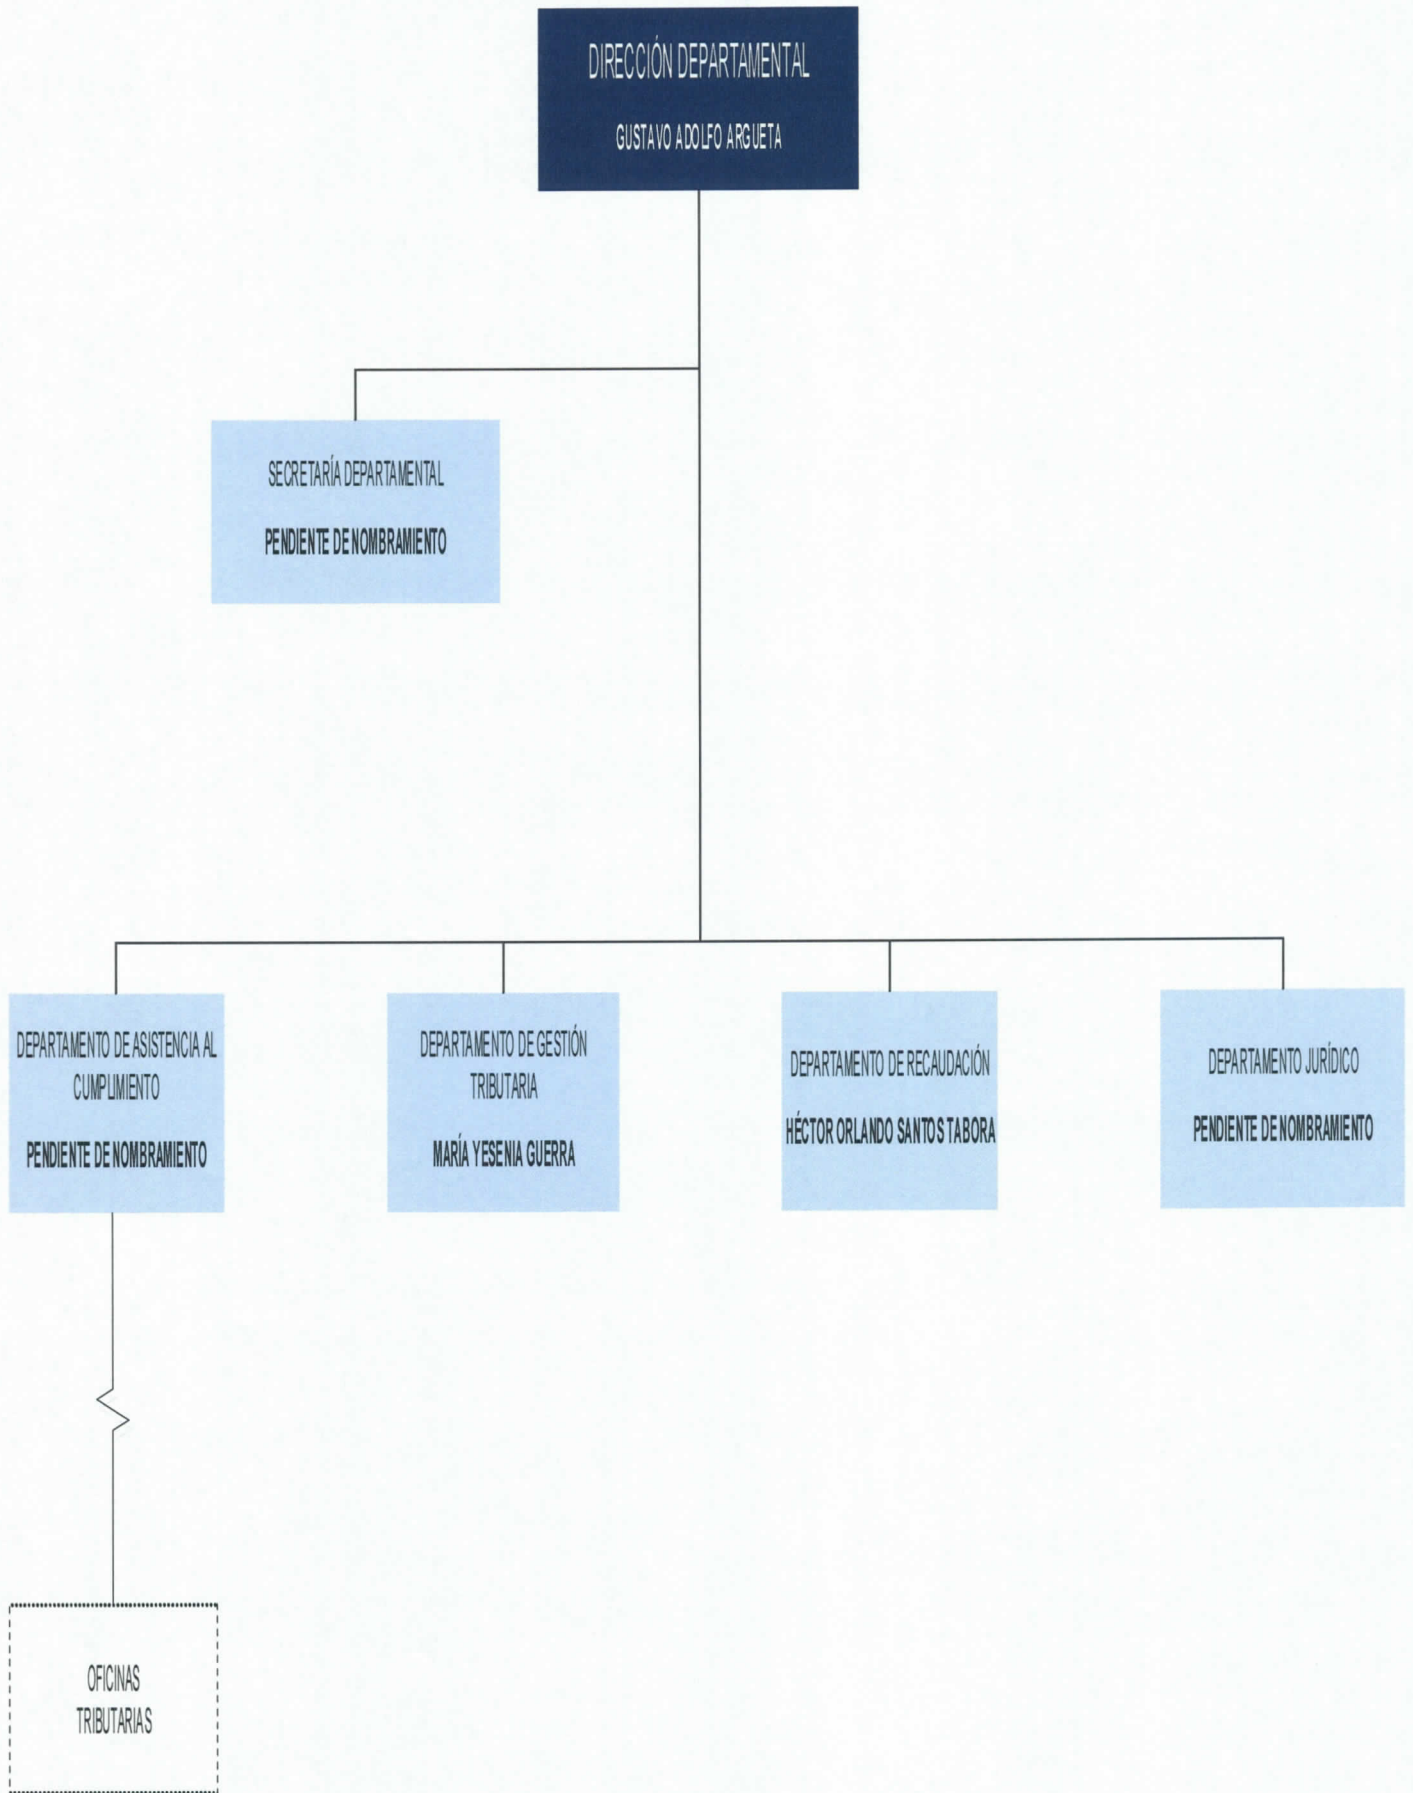 DIRECCIÓN DEPARTAMENTAL
GUSTAVO ADOLFO ARGUETA
SECRETARÍA DEPARTAMENTAL
PENDIENTE DE NOMBRAMIENTO
DEPARTAMENTO DE ASISTENCIA AL
CUMPLIMIENTO
PENDIENTE DE NOMBRAMIENTO
DEPARTAMENTO DE GESTIÓN
TRIBUTARIA
MARÍA YESENIA GUERRA
DEPARTAMENTO DE RECAUDACIÓN
HÉCTOR ORLANDO SANTOS TABORA
DEPARTAMENTO JURÍDICO
PENDIENTE DE NOMBRAMIENTO
OFICINAS
TRIBUTARIAS